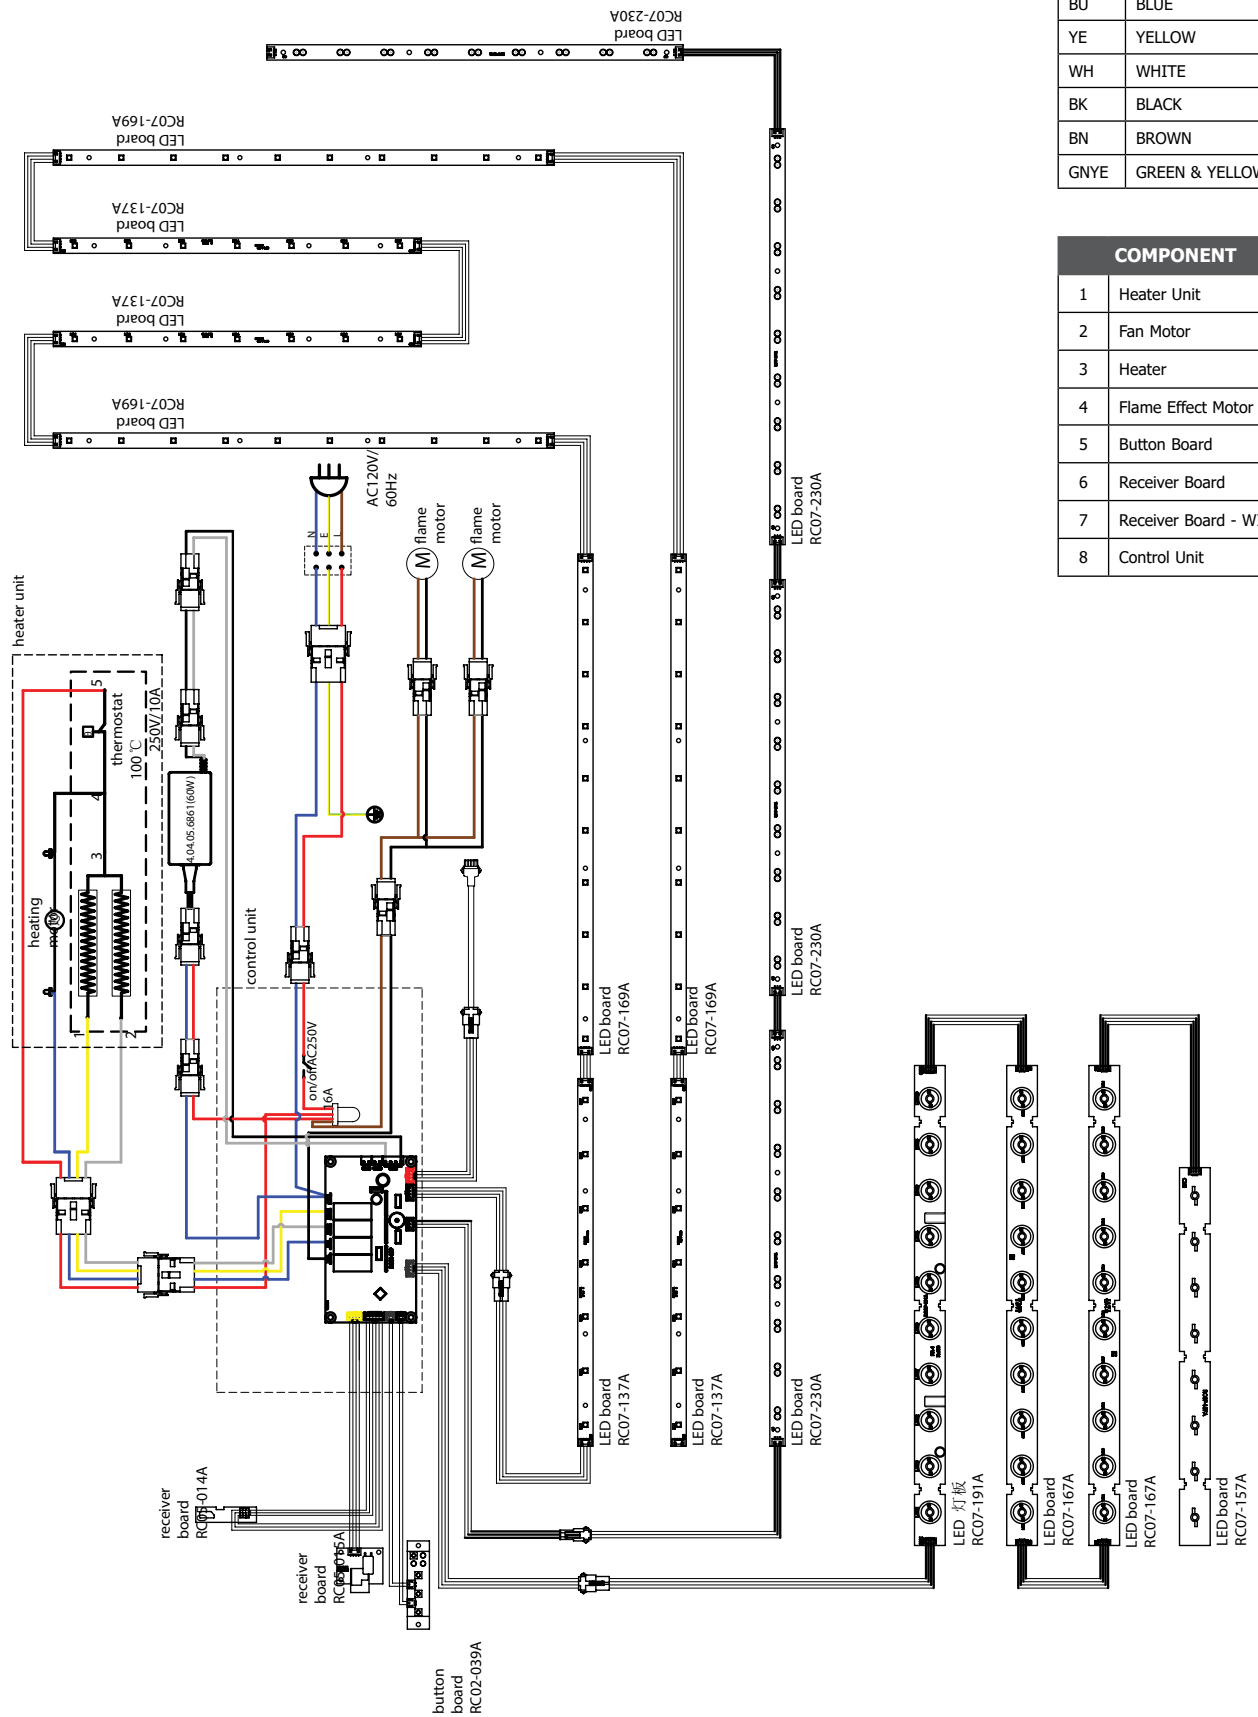 BU BLUE
YE YELLOW
WH WHITE
BK BLACK
BN BROWN
GNYE GREEN & YELLOW
COMPONENT
1 Heater Unit
2 Fan Motor
3 Heater
4 Flame Effect Motor
5 Button Board
6 Receiver Board
7 Receiver Board - WI
8 Control Unit
LED board
RC07-230A
LED board
RC07-169A
LED board
RC07-137A
LED board
RC07-137A
LED board
RC07-169A
AC120V/
60Hz
N
E
L
M
flame
motor
M
flame
motor
heater unit
thermostat
100℃
250V/10A
heating
motor
1
2
3
4
5
4.04.05.6861(60W)
control unit
on/off
AC250V
16A
LED board
RC07-230A
LED board
RC07-230A
LED board
RC07-169A
LED board
RC07-169A
LED board
RC07-137A
LED board
RC07-137A
LED board
RC07-230A
receiver
board
RC05-014A
receiver
board
RC05-015A
button
board
RC02-039A
LED 灯板
RC07-191A
LED board
RC07-167A
LED board
RC07-167A
LED board
RC07-157A